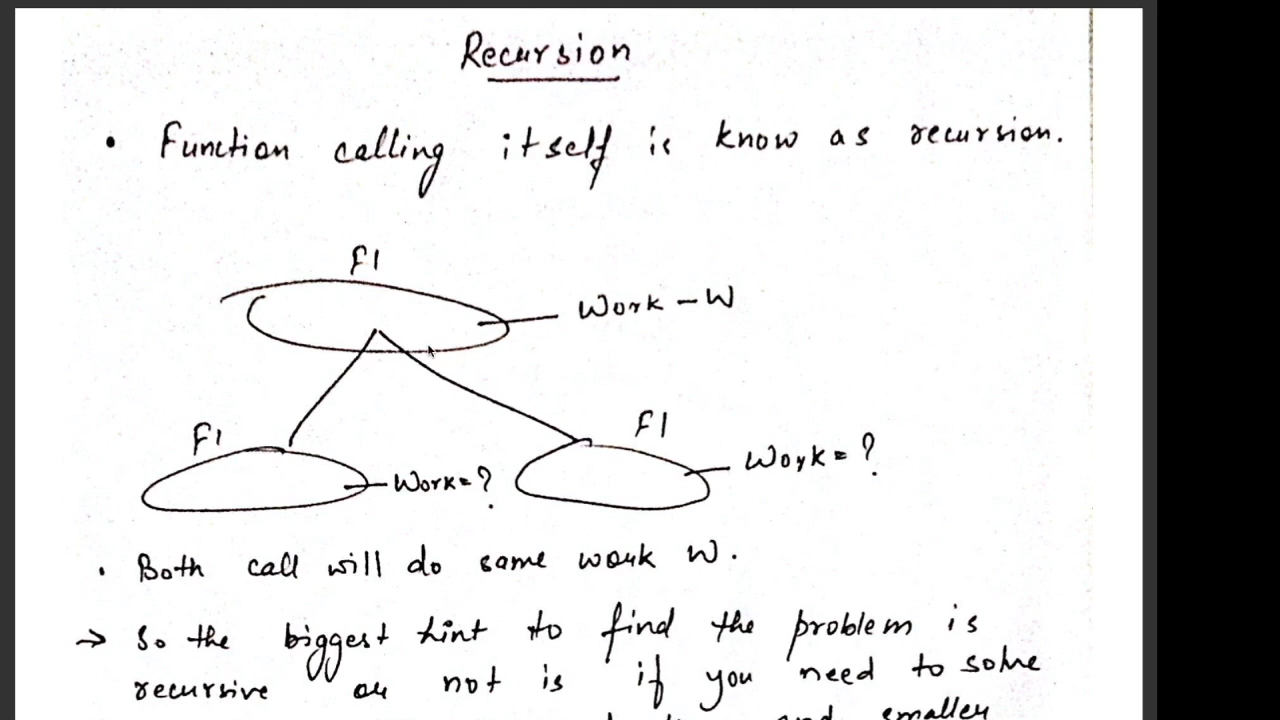 Recursion
• Function calling itself is know as recursion.
F1
Work - W
F1
Work = ?
F1
Work = ?
• Both call will do same work W.
→ So the biggest hint to find the problem is
recursive or not is if you need to solve
and smaller